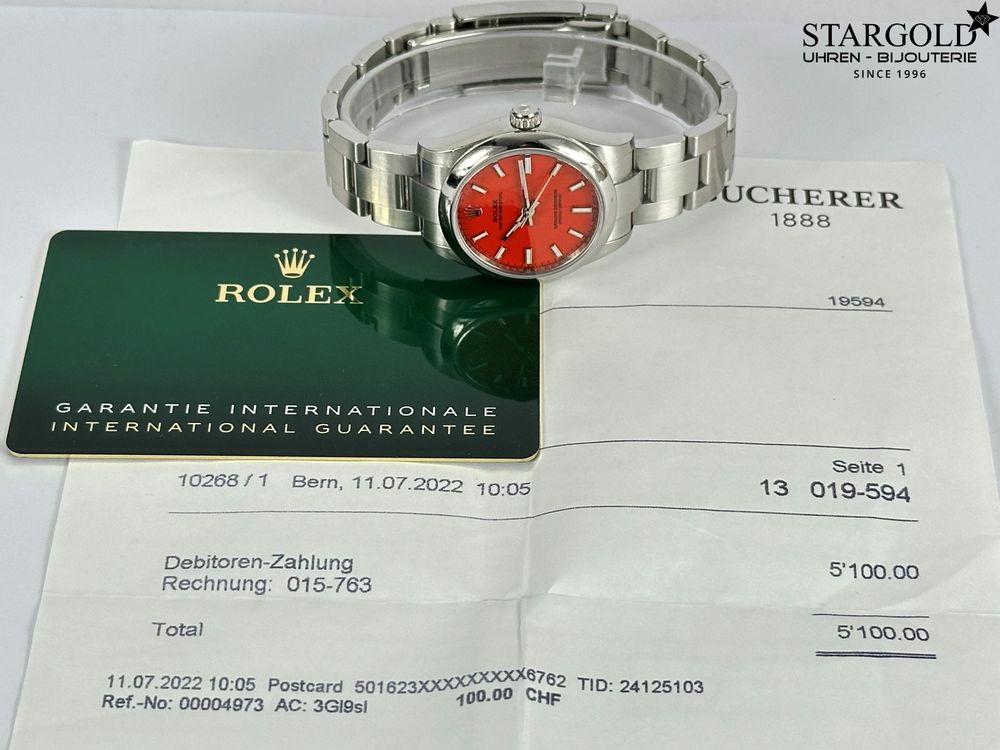 STARGOLD
UHREN - BIJOUTERIE
SINCE 1996
ROLEX
BUCHERER
1888
19594
ROLEX
GARANTIE INTERNATIONALE
INTERNATIONAL GUARANTEE
Seite 1
10268 / 1 Bern, 11.07.2022 10:05 13 019-594
Debitoren-Zahlung 5'100.00
Rechnung: 015-763
Total 5'100.00
11.07.2022 10:05 Postcard 501623XXXXXXXXX6762 TID: 24125103
Ref.-No: 00004973 AC: 3Gl9sl 100.00 CHF